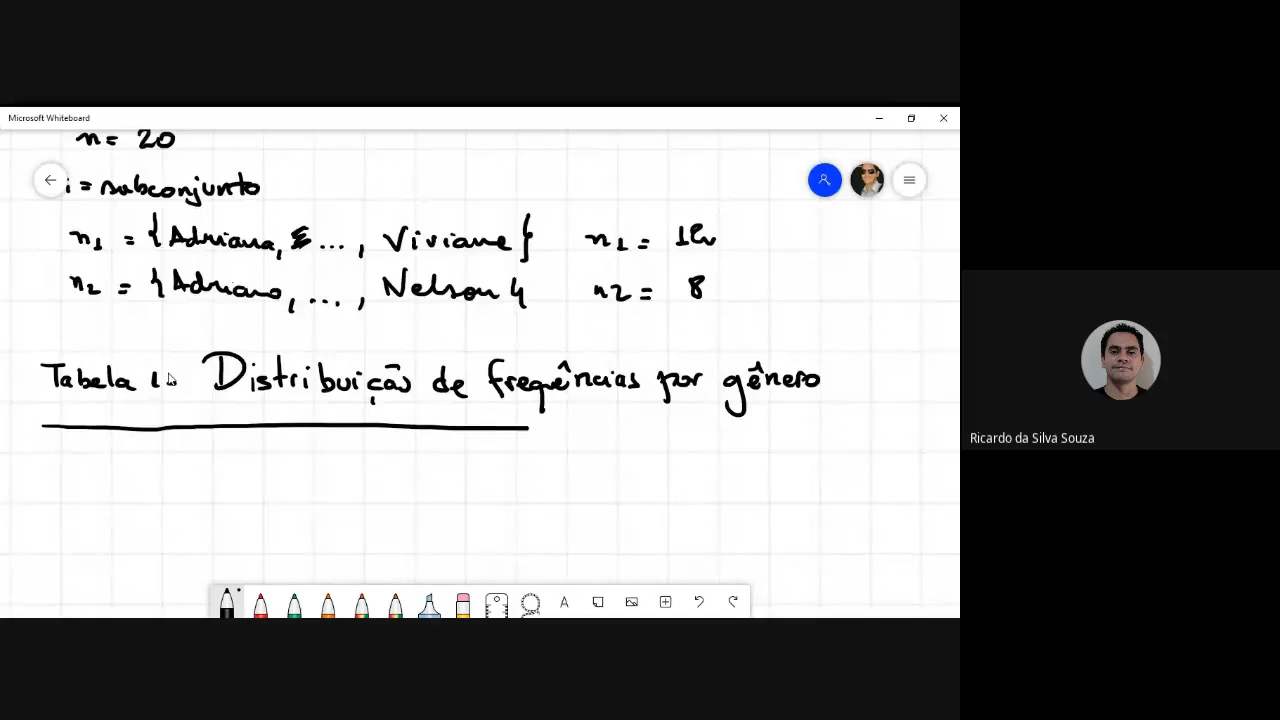 Microsoft Whiteboard
n = 20
i = subconjunto
n1 = {Adriana, ..., Viviane} n1 = 12
n2 = {Adriano, ..., Nelson} n2 = 8
Tabela 1. Distribuição de frequências por gênero
Ricardo da Silva Souza